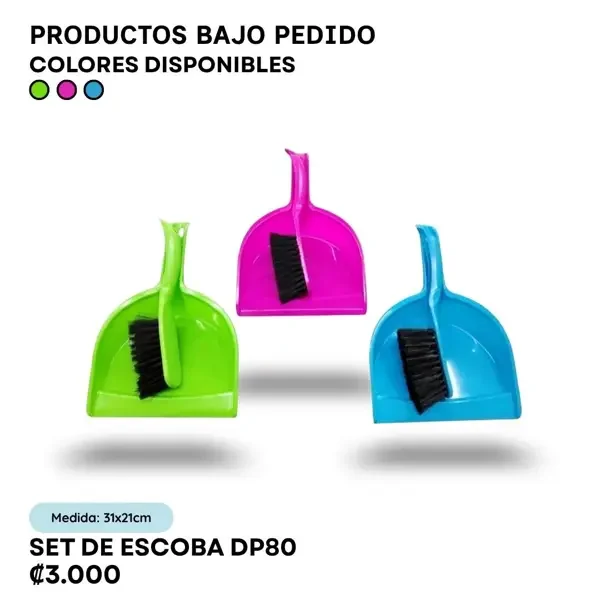 PRODUCTOS BAJO PEDIDO
COLORES DISPONIBLES
Medida: 31x21cm
SET DE ESCOBA DP80
₡3.000